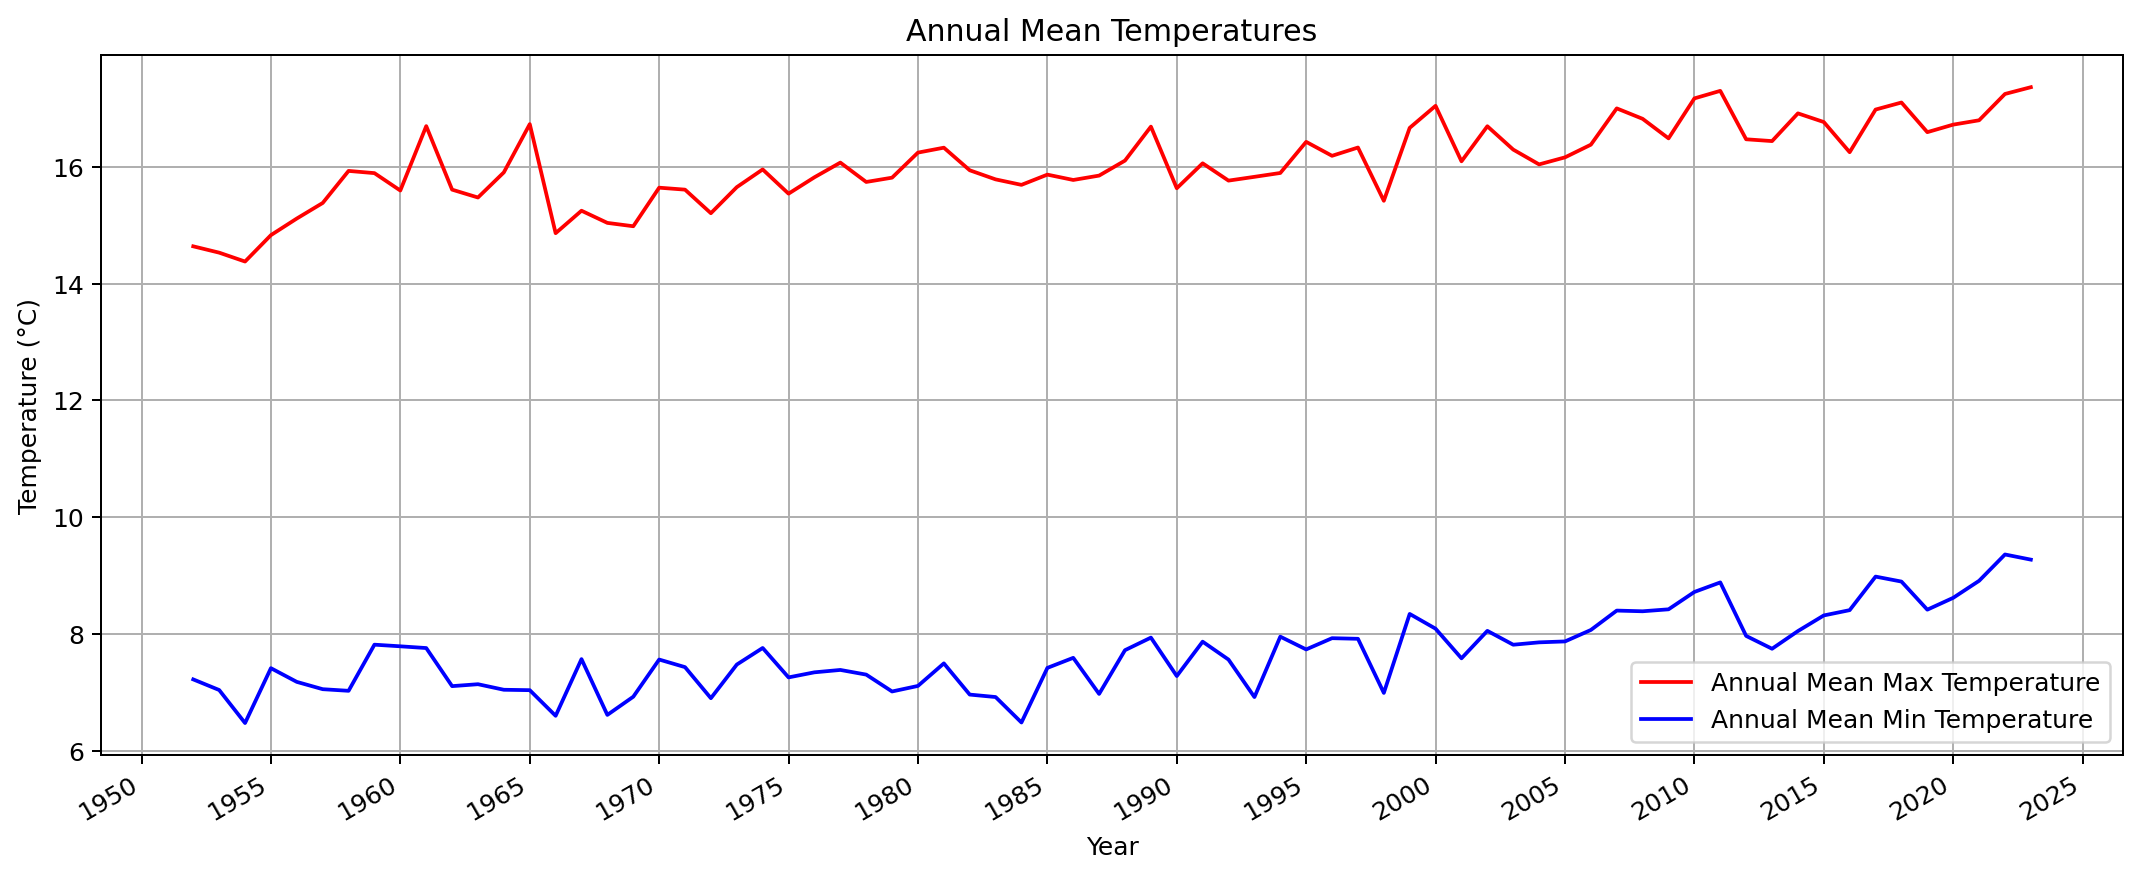 Annual Mean Temperatures
Temperature (°C)
16
14
12
10
8
6
Annual Mean Max Temperature
Annual Mean Min Temperature
1950 1955 1960 1965 1970 1975 1980 1985 1990 1995 2000 2005 2010 2015 2020 2025
Year